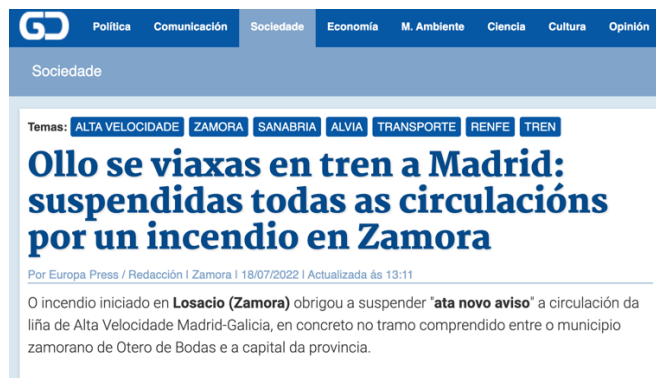 GD Política Comunicación Sociedade Economía M. Ambiente Ciencia Cultura Opinión
Sociedade
Temas: ALTA VELOCIDADE ZAMORA SANABRIA ALVIA TRANSPORTE RENFE TREN
Ollo se viaxas en tren a Madrid:
suspendidas todas as circulacións
por un incendio en Zamora
Por Europa Press / Redacción | Zamora | 18/07/2022 | Actualizada ás 13:11
O incendio iniciado en Losacio (Zamora) obrigou a suspender "ata novo aviso" a circulación da
liña de Alta Velocidade Madrid-Galicia, en concreto no tramo comprendido entre o municipio
zamorano de Otero de Bodas e a capital da provincia.